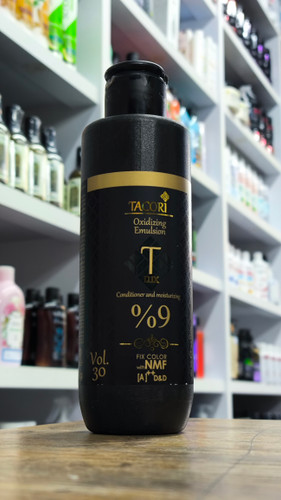 TACORI
Oxidizing
Emulsion
T
Conditioner and moisturizing
%9
Vol.
30
FIX COLOR
with NMF
[A]++ D&D